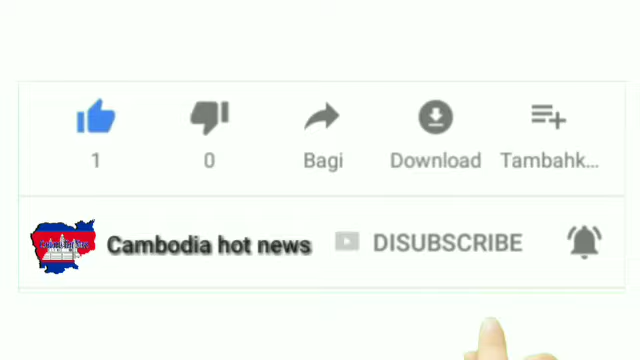 1 0 Bagi Download Tambahk...
Cambodia hot news DISUBSCRIBE